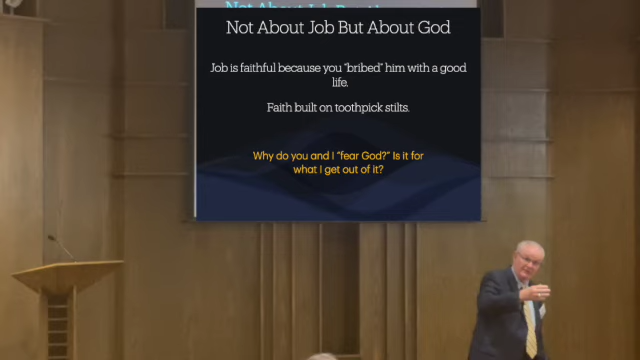 Not About Job But About God
Job is faithful because you "bribed" him with a good
life.
Faith built on toothpick stilts.
Why do you and I "fear God?" Is it for
what I get out of it?